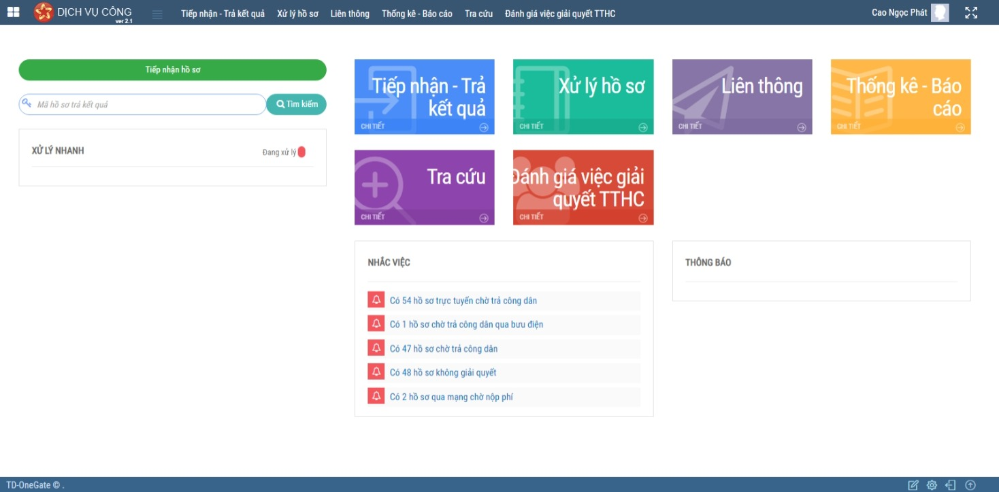 DỊCH VỤ CÔNG
ver 2.1
Tiếp nhận - Trả kết quả Xử lý hồ sơ Liên thông Thống kê - Báo cáo Tra cứu Đánh giá việc giải quyết TTHC
Cao Ngọc Phát
Tiếp nhận hồ sơ
Mã hồ sơ trả kết quả
Tìm kiếm
XỬ LÝ NHANH
Đang xử lý
Tiếp nhận - Trả
kết quả
CHI TIẾT
Xử lý hồ sơ
CHI TIẾT
Liên thông
CHI TIẾT
Thống kê - Báo
cáo
CHI TIẾT
Tra cứu
CHI TIẾT
Đánh giá việc giải
quyết TTHC
CHI TIẾT
NHẮC VIỆC
Có 54 hồ sơ trực tuyến chờ trả công dân
Có 1 hồ sơ chờ trả công dân qua bưu điện
Có 47 hồ sơ chờ trả công dân
Có 48 hồ sơ không giải quyết
Có 2 hồ sơ qua mạng chờ nộp phí
THÔNG BÁO
TD-OneGate © .